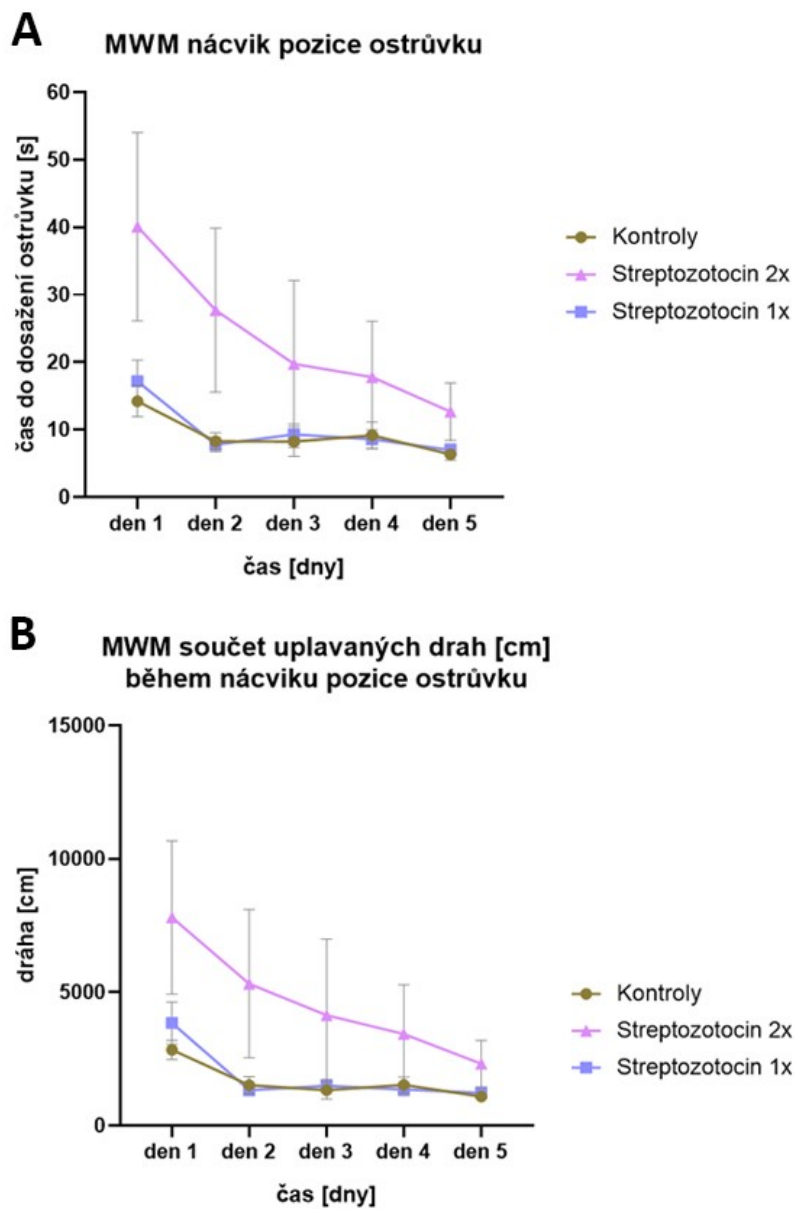 A
MWM nácvik pozice ostrůvku
čas do dosažení ostrůvku [s]
60
50
40
30
20
10
0
den 1 den 2 den 3 den 4 den 5
čas [dny]
Kontroly
Streptozotocin 2x
Streptozotocin 1x
B
MWM součet uplavaných drah [cm]
během nácviku pozice ostrůvku
dráha [cm]
15000
10000
5000
0
den 1 den 2 den 3 den 4 den 5
čas [dny]
Kontroly
Streptozotocin 2x
Streptozotocin 1x